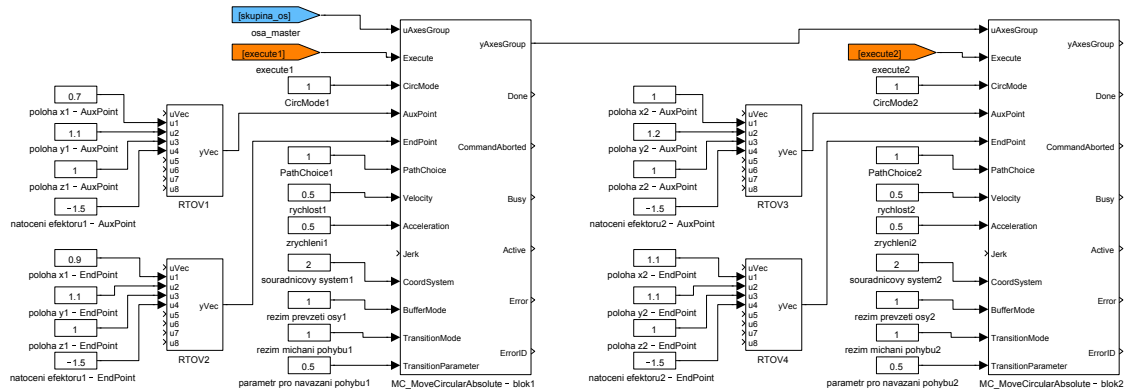 [skupina_os]
osa_master
[execute1]
execute1
1
CircMode1
0.7
poloha x1 - AuxPoint
1.1
poloha y1 - AuxPoint
1
poloha z1 - AuxPoint
-1.5
natoceni efektoru1 - AuxPoint
uVec
u1
u2
u3
u4
u5
u6
u7
u8
yVec
RTOV1
0.9
poloha x1 - EndPoint
1.1
poloha y1 - EndPoint
1
poloha z1 - EndPoint
-1.5
natoceni efektoru1 - EndPoint
uVec
u1
u2
u3
u4
u5
u6
u7
u8
yVec
RTOV2
1
PathChoice1
0.5
rychlost1
0.5
zrychleni1
2
souradnicovy system1
1
rezim prevzeti osy1
1
rezim michani pohybu1
0.5
parametr pro navazani pohybu1
uAxesGroup
Execute
CircMode
AuxPoint
EndPoint
PathChoice
Velocity
Acceleration
Jerk
CoordSystem
BufferMode
TransitionMode
TransitionParameter
yAxesGroup
Done
CommandAborted
Busy
Active
Error
ErrorID
MC_MoveCircularAbsolute - blok1
[execute2]
execute2
1
CircMode2
1
poloha x2 - AuxPoint
1.2
poloha y2 - AuxPoint
1
poloha z2 - AuxPoint
-1.5
natoceni efektoru2 - AuxPoint
uVec
u1
u2
u3
u4
u5
u6
u7
u8
yVec
RTOV3
1.1
poloha x2 - EndPoint
1.1
poloha y2 - EndPoint
1
poloha z2 - EndPoint
-1.5
natoceni efektoru2 - EndPoint
uVec
u1
u2
u3
u4
u5
u6
u7
u8
yVec
RTOV4
1
PathChoice2
0.5
rychlost2
0.5
zrychleni2
2
souradnicovy system2
1
rezim prevzeti osy2
1
rezim michani pohybu2
0.5
parametr pro navazani pohybu2
uAxesGroup
Execute
CircMode
AuxPoint
EndPoint
PathChoice
Velocity
Acceleration
Jerk
CoordSystem
BufferMode
TransitionMode
TransitionParameter
yAxesGroup
Done
CommandAborted
Busy
Active
Error
ErrorID
MC_MoveCircularAbsolute - blok2